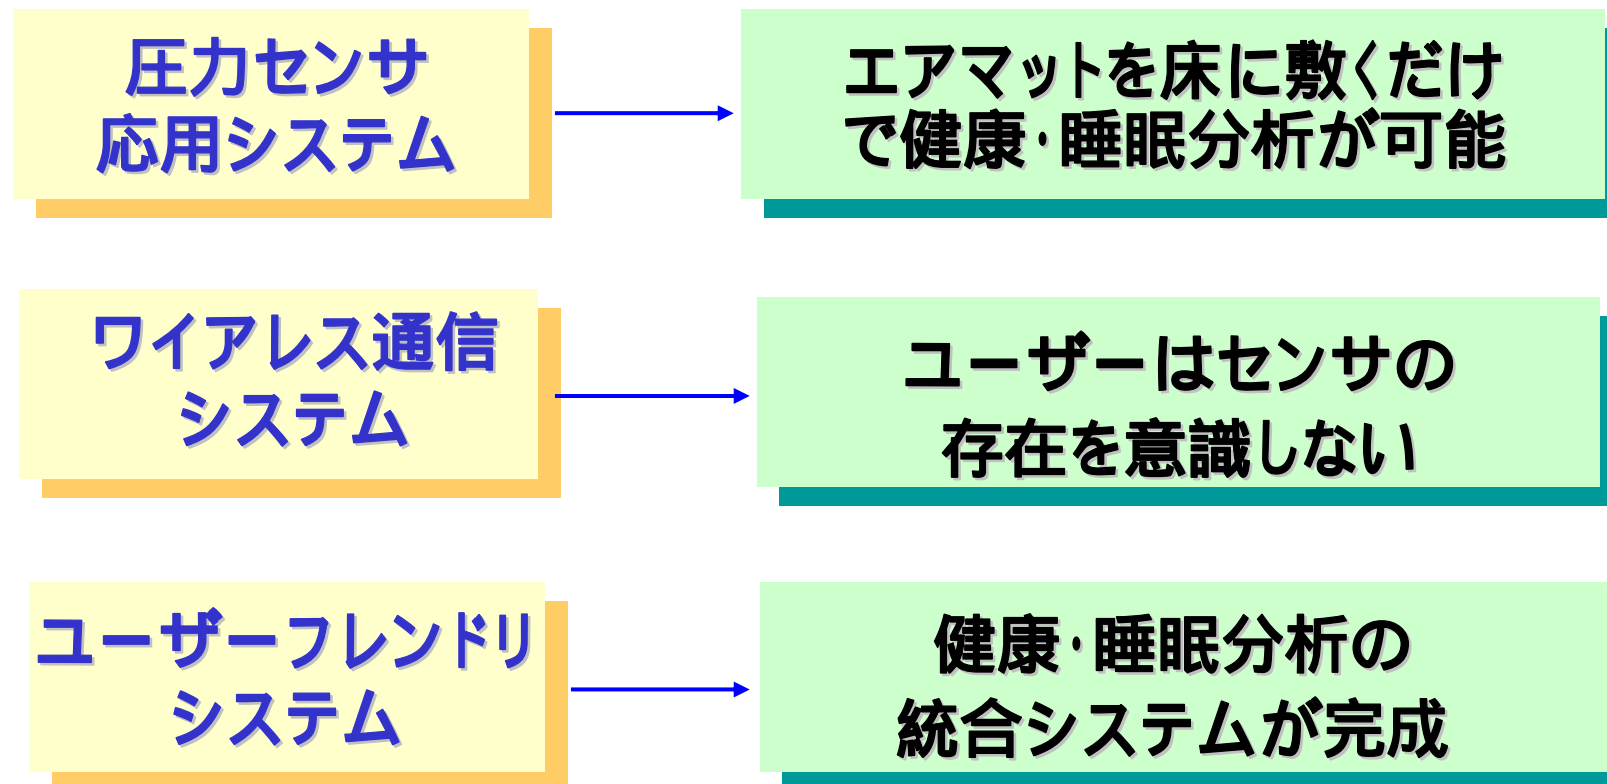 圧力センサ
応用システム
エアマットを床に敷くだけ
で健康・睡眠分析が可能
ワイアレス通信
システム
ユーザーはセンサの
存在を意識しない
ユーザーフレンドリ
システム
健康・睡眠分析の
統合システムが完成